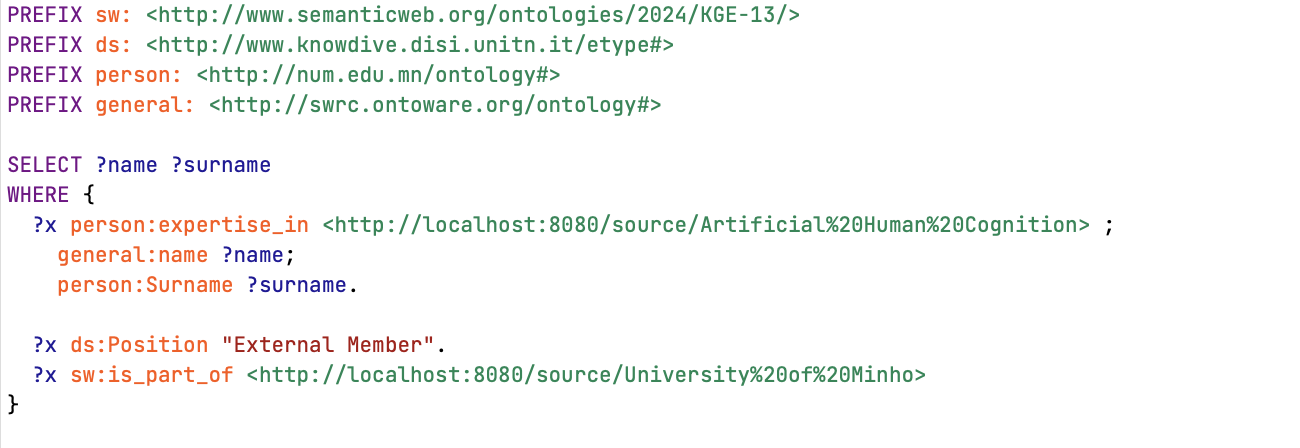 PREFIX sw: <http://www.semanticweb.org/ontologies/2024/KGE-13/>
PREFIX ds: <http://www.knowdive.disi.unitn.it/etype#>
PREFIX person: <http://num.edu.mn/ontology#>
PREFIX general: <http://swrc.ontoware.org/ontology#>
SELECT ?name ?surname
WHERE {
?x person:expertise_in <http://localhost:8080/source/Artificial%20Human%20Cognition> ;
general:name ?name;
person:Surname ?surname.
?x ds:Position "External Member".
?x sw:is_part_of <http://localhost:8080/source/University%20of%20Minho>
}